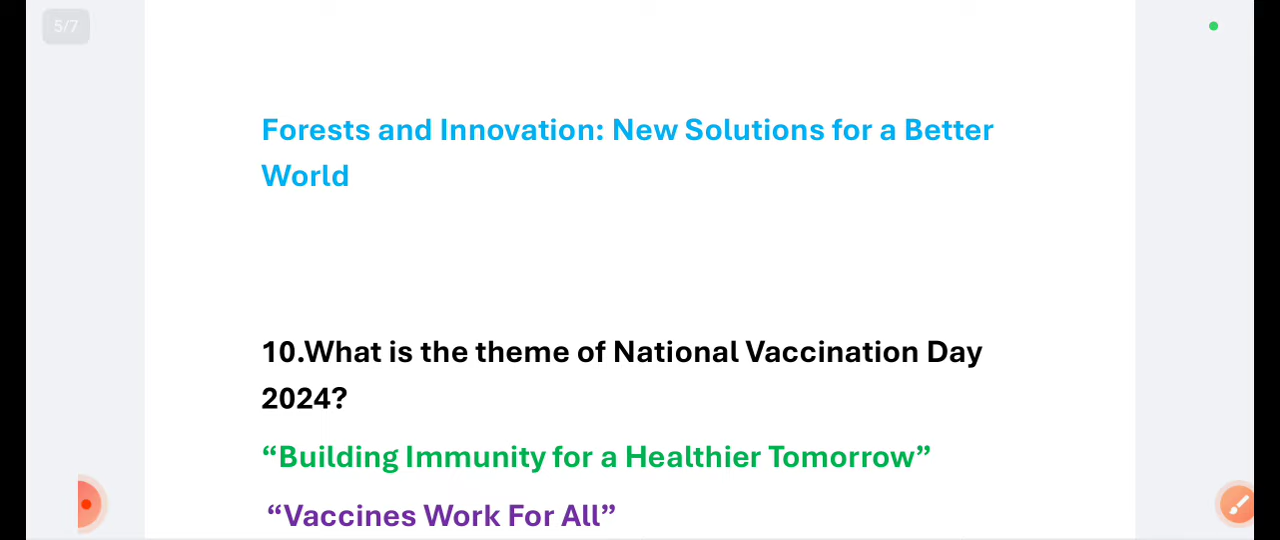 5/7
Forests and Innovation: New Solutions for a Better
World
10.What is the theme of National Vaccination Day
2024?
“Building Immunity for a Healthier Tomorrow”
“Vaccines Work For All”